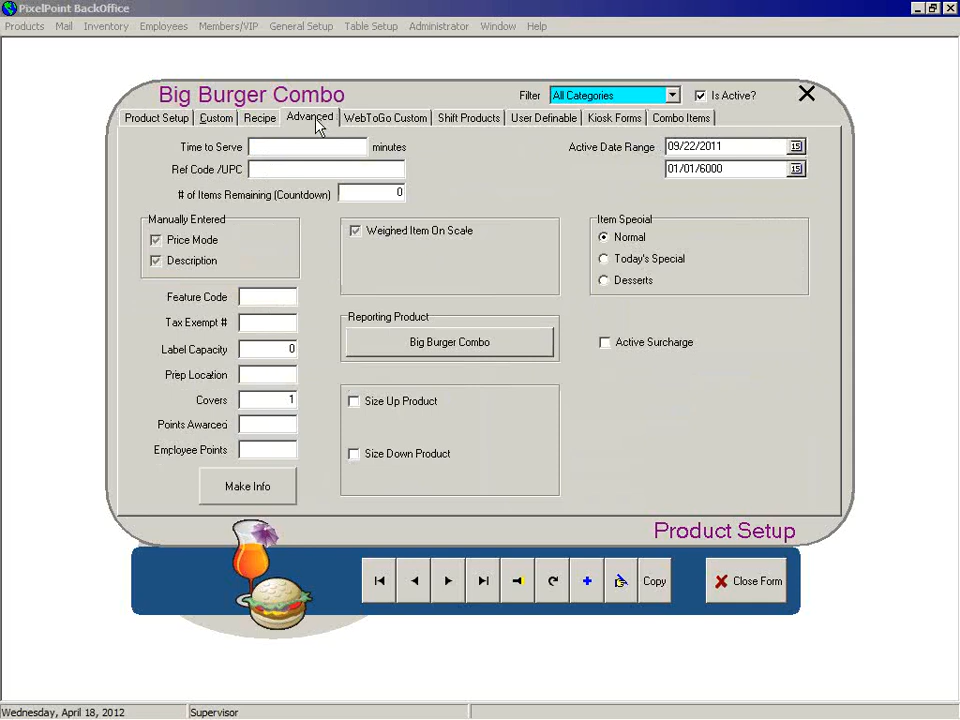 PixelPoint BackOffice
Products Mail Inventory Employees Members/VIP General Setup Table Setup Administrator Window Help
Big Burger Combo
Filter All Categories Is Active?
Product Setup Custom Recipe Advanced WebToGo Custom Shift Products User Definable Kiosk Forms Combo Items
Time to Serve minutes Active Date Range 09/22/2011 15
Ref Code /UPC 01/01/6000 15
# of Items Remaining (Countdown) 0
Manually Entered Item Special
Price Mode Weighed Item On Scale Normal
Description Today's Special
Desserts
Feature Code
Tax Exempt # Reporting Product
Label Capacity 0 Big Burger Combo Active Surcharge
Prep Location
Covers 1 Size Up Product
Points Awarded
Employee Points Size Down Product
Make Info
Product Setup
Copy Close Form
Wednesday, April 18, 2012 Supervisor